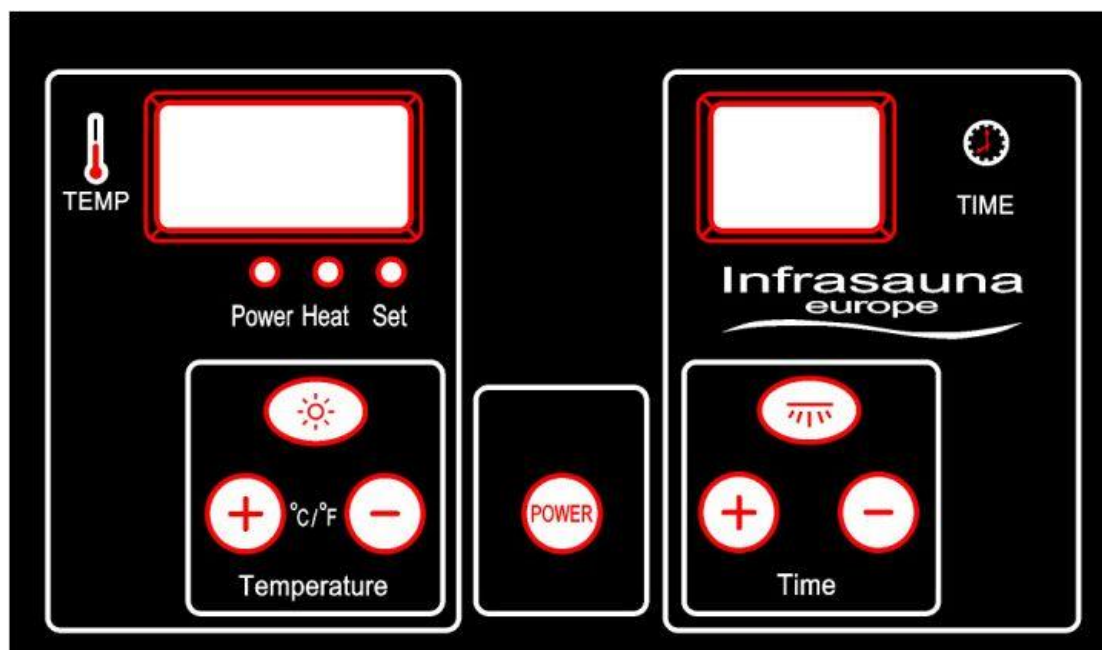 TEMP
Power Heat Set
+ °C/°F −
Temperature
POWER
TIME
Infrasauna
europe
+ −
Time